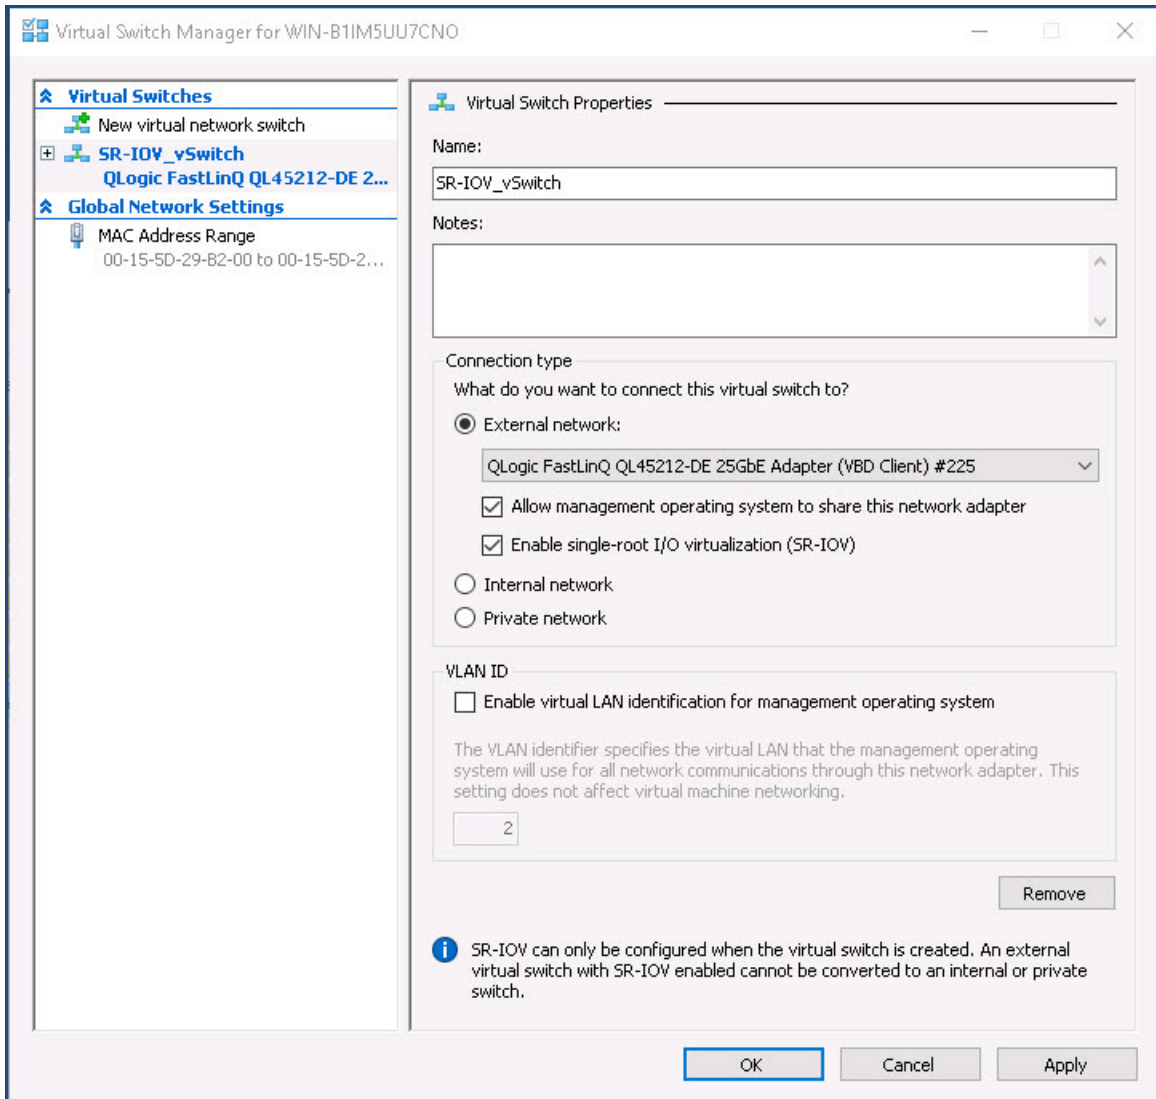 Virtual Switch Manager for WIN-B1IM5UU7CNO
Virtual Switches
New virtual network switch
SR-IOV_vSwitch
QLogic FastLinQ QL45212-DE 2...
Global Network Settings
MAC Address Range
00-15-5D-29-B2-00 to 00-15-5D-2...
Virtual Switch Properties
Name:
SR-IOV_vSwitch
Notes:
Connection type
What do you want to connect this virtual switch to?
External network:
QLogic FastLinQ QL45212-DE 25GbE Adapter (VBD Client) #225
Allow management operating system to share this network adapter
Enable single-root I/O virtualization (SR-IOV)
Internal network
Private network
VLAN ID
Enable virtual LAN identification for management operating system
The VLAN identifier specifies the virtual LAN that the management operating
system will use for all network communications through this network adapter. This
setting does not affect virtual machine networking.
2
Remove
SR-IOV can only be configured when the virtual switch is created. An external
virtual switch with SR-IOV enabled cannot be converted to an internal or private
switch.
OK
Cancel
Apply